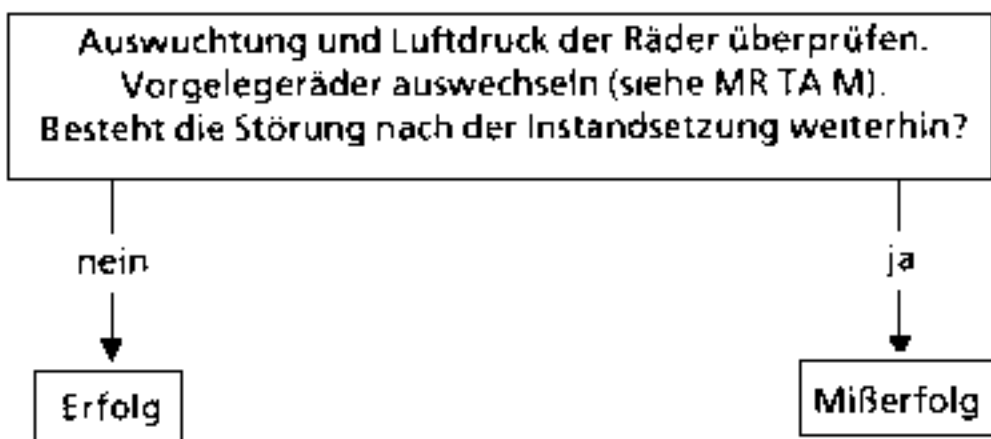 Auswuchtung und Luftdruck der Räder überprüfen.
Vorgelegeräder auswechseln (siehe MR TA M).
Besteht die Störung nach der Instandsetzung weiterhin?
nein
ja
Erfolg
Mißerfolg